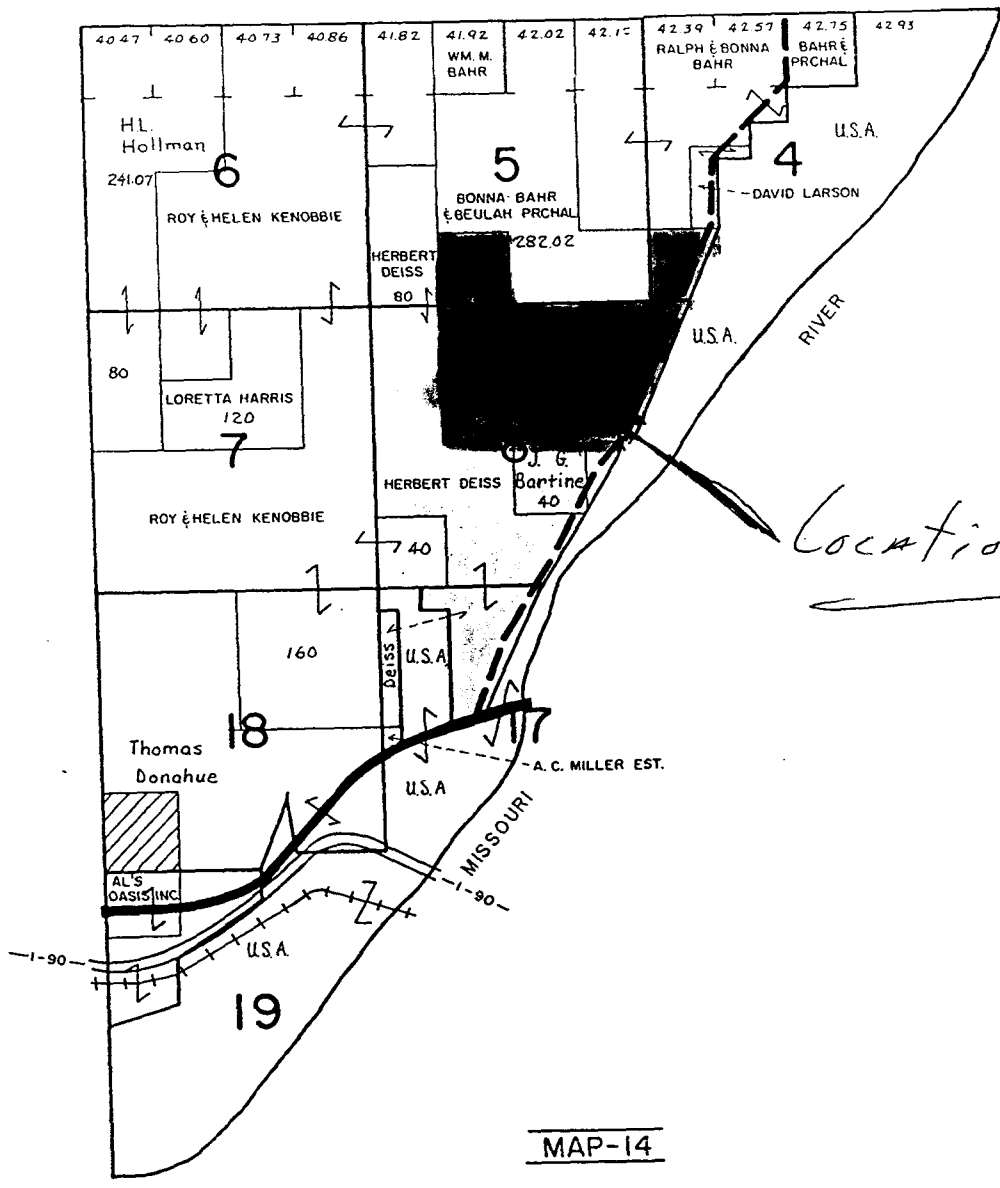 40.47 40.60 40.73 40.86 41.82 41.92 42.02 42.39 42.57 42.75 42.93
WM. M.
BAHR
RALPH & BONNA
BAHR
BAHR &
PRCHAL
H.L.
Hollman
241.07
6
5
4
U.S.A.
DAVID LARSON
ROY & HELEN KENOBBIE
BONNA BAHR
& BEULAH PRCHAL
282.02
HERBERT
DEISS
80
U.S.A.
RIVER
80
LORETTA HARRIS
120
7
HERBERT DEISS
J. G.
Bartine
40
ROY & HELEN KENOBBIE
40
160
Deiss
U.S.A
18
17
Thomas
Donahue
A. C. MILLER EST.
U.S.A
MISSOURI
AL'S
OASIS INC.
I-90
I-90
U.S.A.
19
MAP-14